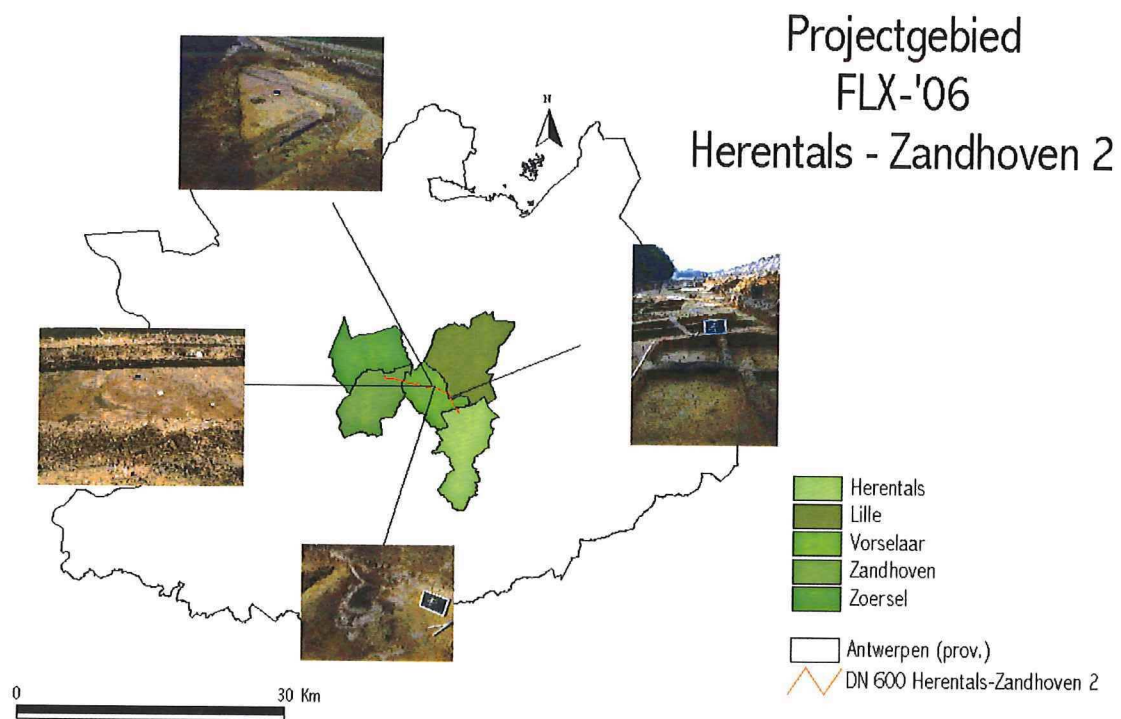 Projectgebied
FLX-'06
Herentals - Zandhoven 2
N
Herentals
Lille
Vorselaar
Zandhoven
Zoersel
Antwerpen (prov.)
DN 600 Herentals-Zandhoven 2
0 30 Km